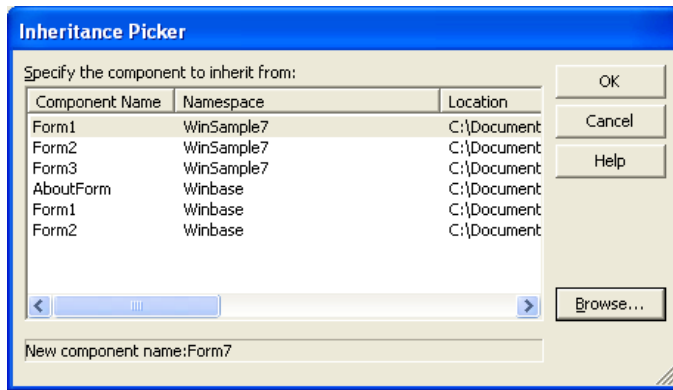 Inheritance Picker
Specify the component to inherit from:
Component Name Namespace Location
Form1 WinSample7 C:\Document
Form2 WinSample7 C:\Document
Form3 WinSample7 C:\Document
AboutForm Winbase C:\Document
Form1 Winbase C:\Document
Form2 Winbase C:\Document
New component name:Form7
OK
Cancel
Help
Browse...